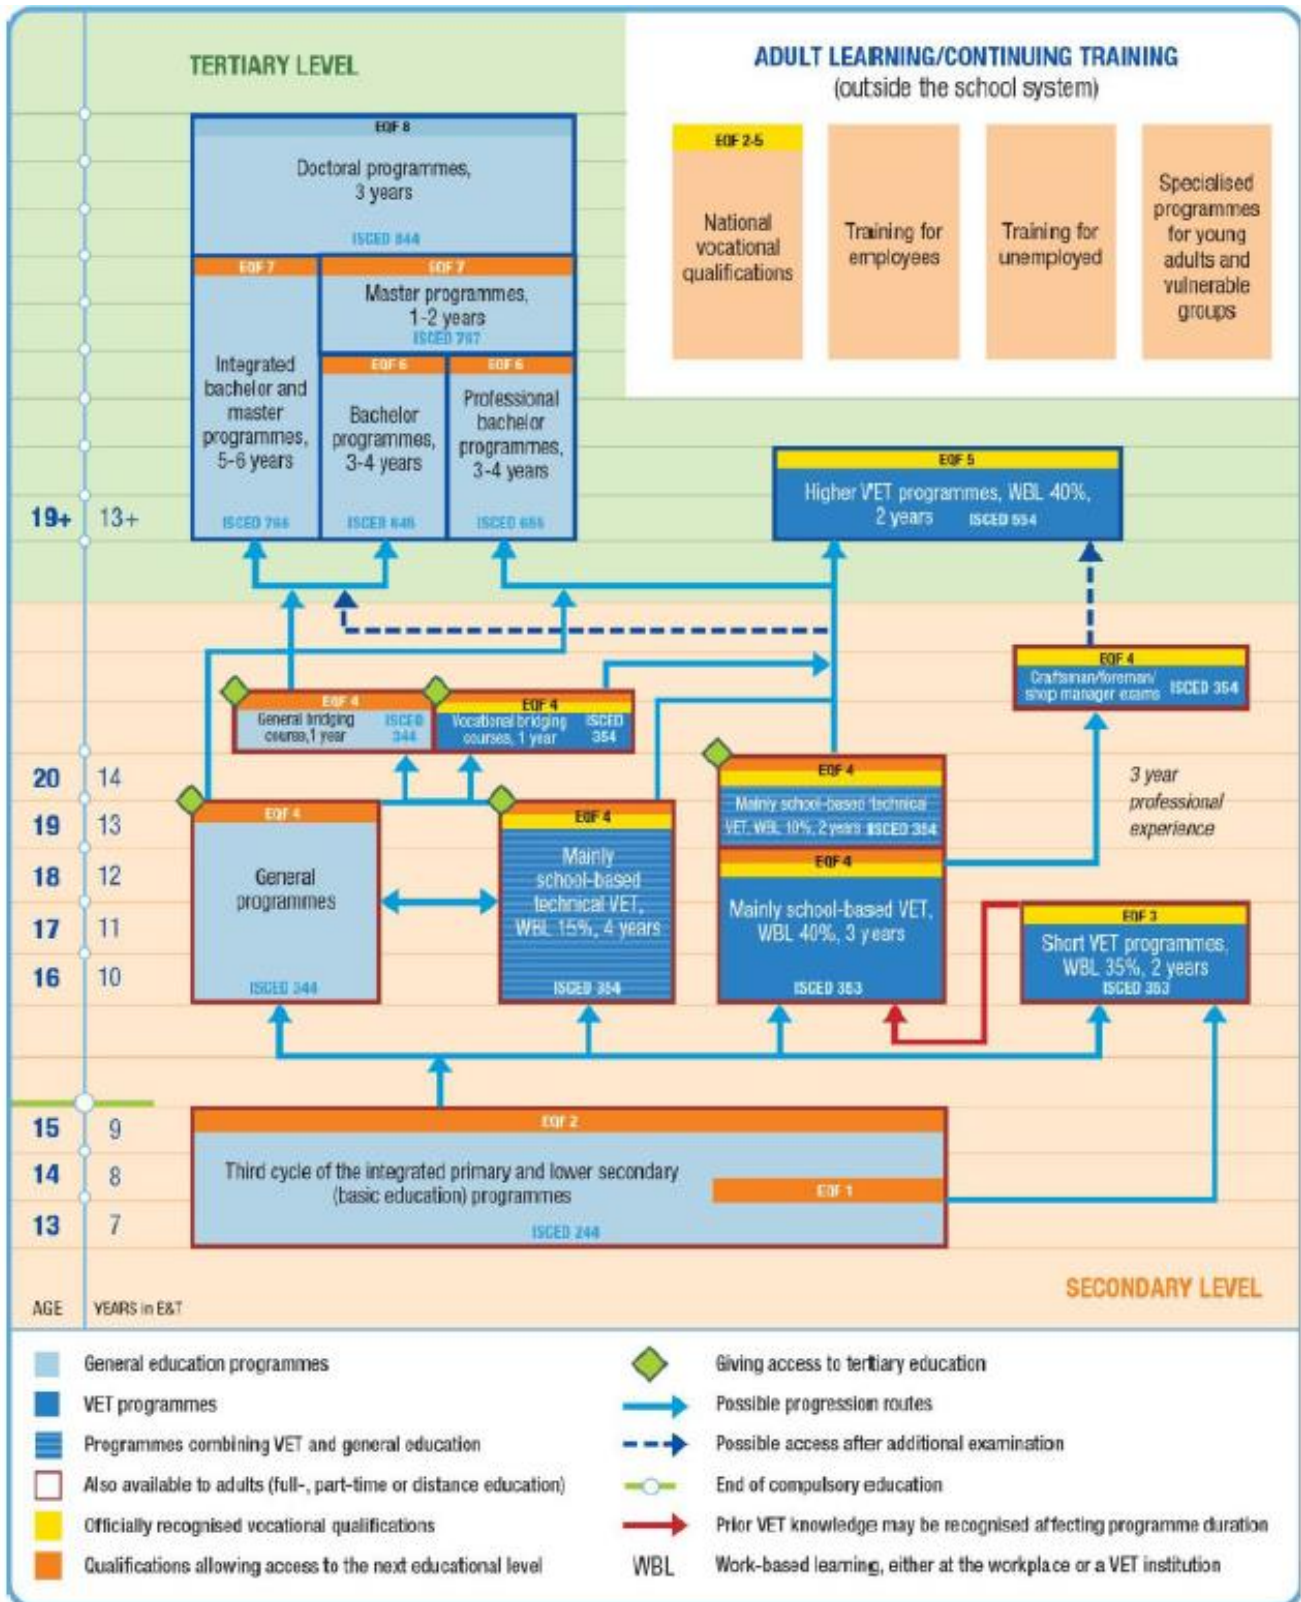 TERTIARY LEVEL
ADULT LEARNING/CONTINUING TRAINING
(outside the school system)
EQF 2-5
National
vocational
qualifications
Training for
employees
Training for
unemployed
Specialised
programmes
for young
adults and
vulnerable
groups
EQF 8
Doctoral programmes,
3 years
ISCED 844
EQF 7
Integrated
bachelor and
master
programmes,
5-6 years
ISCED 766
EQF 7
Master programmes,
1-2 years
ISCED 767
EQF 6
Bachelor
programmes,
3-4 years
ISCED 645
EQF 6
Professional
bachelor
programmes,
3-4 years
ISCED 655
EQF 5
Higher VET programmes, WBL 40%,
2 years ISCED 554
19+ 13+
EQF 4
Craftsman/foreman/
shop manager exams ISCED 354
EQF 4
General bridging
course,1 year
ISCED
344
EQF 4
Vocational bridging
courses, 1 year
ISCED
354
3 year
professional
experience
20 14
19 13
18 12
17 11
16 10
EQF 4
General
programmes
ISCED 344
EQF 4
Mainly
school-based
technical VET,
WBL 15%, 4 years
ISCED 354
EQF 4
Mainly school-based technical
VET, WBL 10%, 2 years ISCED 354
EQF 4
Mainly school-based VET,
WBL 40%, 3 years
ISCED 353
EQF 3
Short VET programmes,
WBL 35%, 2 years
ISCED 353
15 9
14 8
13 7
EQF 2
Third cycle of the integrated primary and lower secondary
(basic education) programmes
EQF 1
ISCED 244
SECONDARY LEVEL
AGE YEARS in E&T
General education programmes
VET programmes
Programmes combining VET and general education
Also available to adults (full-, part-time or distance education)
Officially recognised vocational qualifications
Qualifications allowing access to the next educational level
Giving access to tertiary education
Possible progression routes
Possible access after additional examination
End of compulsory education
Prior VET knowledge may be recognised affecting programme duration
WBL Work-based learning, either at the workplace or a VET institution